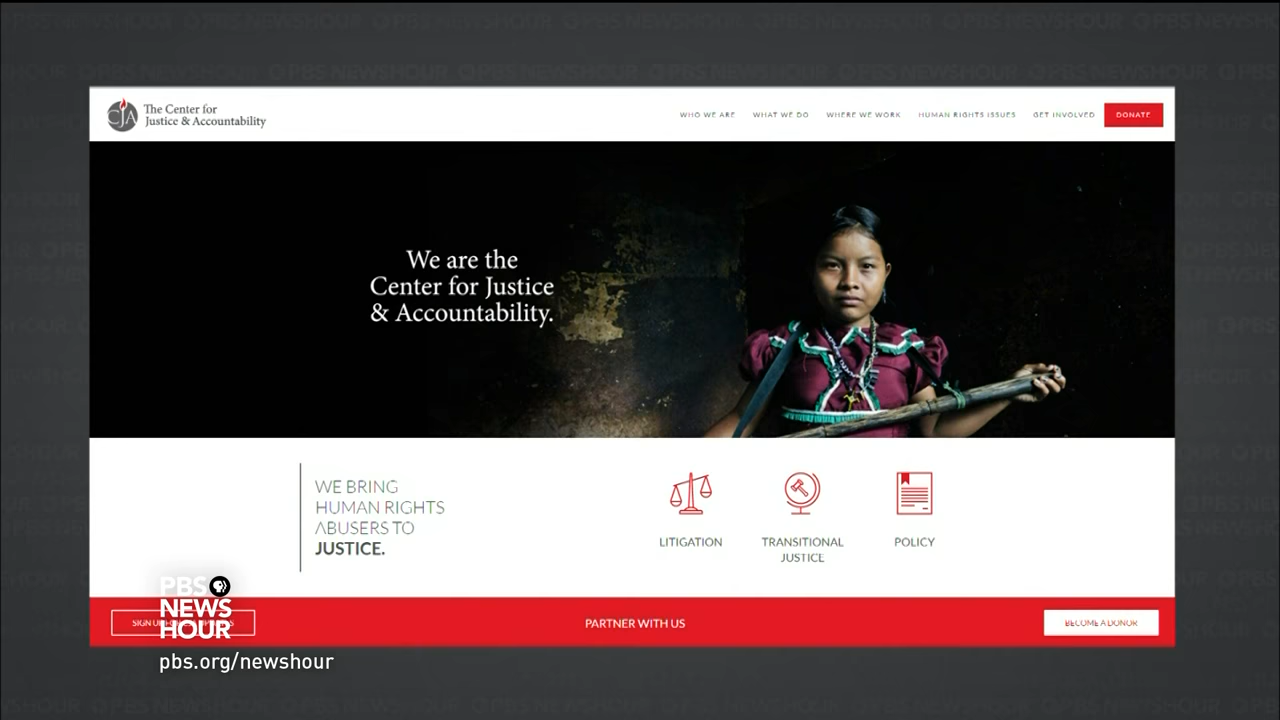 CJA
The Center for
Justice & Accountability
WHO WE ARE
WHAT WE DO
WHERE WE WORK
HUMAN RIGHTS ISSUES
GET INVOLVED
DONATE
We are the
Center for Justice
& Accountability.
WE BRING
HUMAN RIGHTS
ABUSERS TO
JUSTICE.
LITIGATION
TRANSITIONAL
JUSTICE
POLICY
SIGN
PARTNER WITH US
BECOME A DONOR
PBS
NEWS
HOUR
pbs.org/newshour